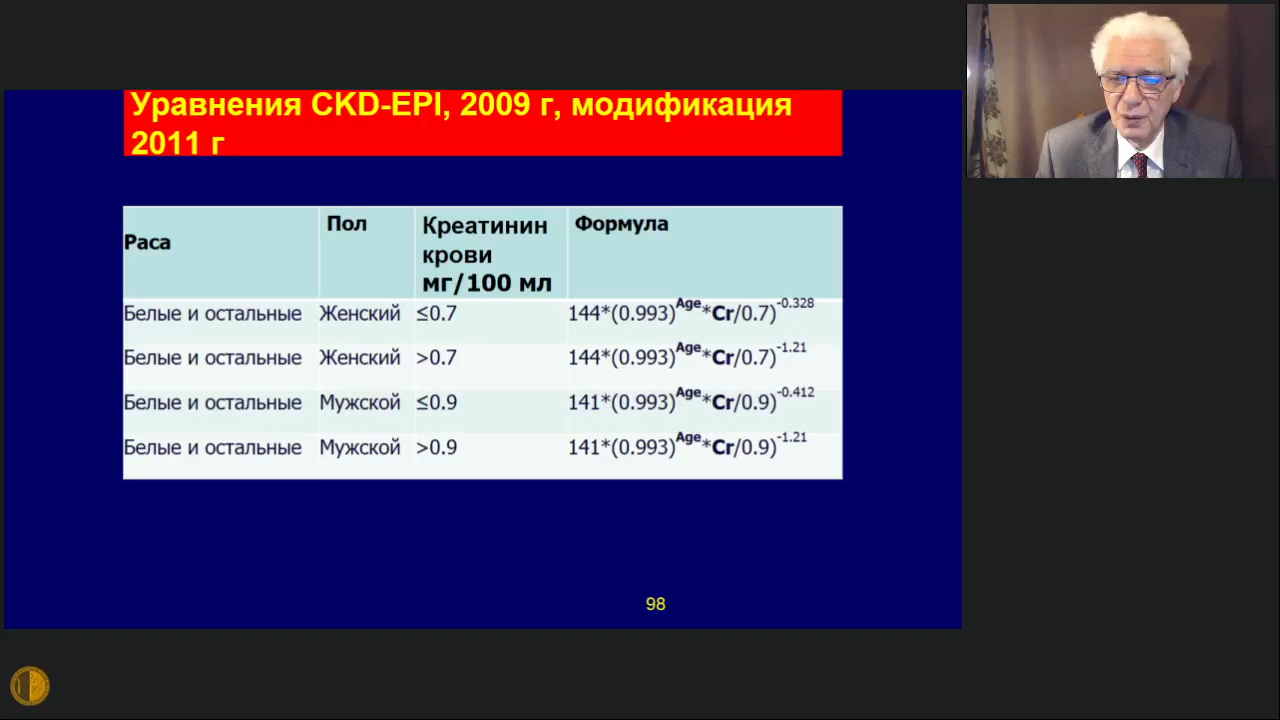 Уравнения CKD-EPI, 2009 г, модификация
2011 г
Раса Пол Креатинин крови мг/100 мл Формула
Белые и остальные Женский ≤0.7 144*(0.993)^Age*Cr/0.7)^-0.328
Белые и остальные Женский >0.7 144*(0.993)^Age*Cr/0.7)^-1.21
Белые и остальные Мужской ≤0.9 141*(0.993)^Age*Cr/0.9)^-0.412
Белые и остальные Мужской >0.9 141*(0.993)^Age*Cr/0.9)^-1.21
98